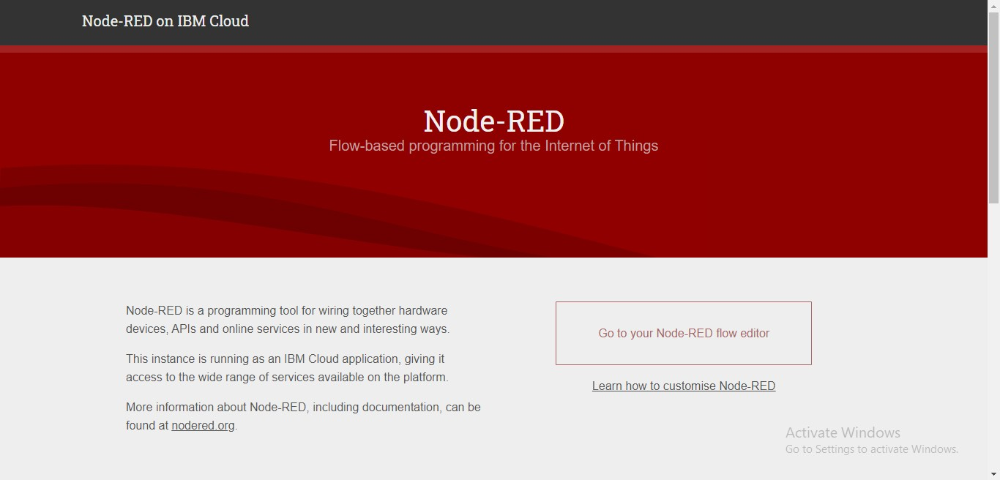 Node-RED on IBM Cloud
Node-RED
Flow-based programming for the Internet of Things
Node-RED is a programming tool for wiring together hardware
devices, APIs and online services in new and interesting ways.
This instance is running as an IBM Cloud application, giving it
access to the wide range of services available on the platform.
More information about Node-RED, including documentation, can be
found at nodered.org.
Go to your Node-RED flow editor
Learn how to customise Node-RED
Activate Windows
Go to Settings to activate Windows.